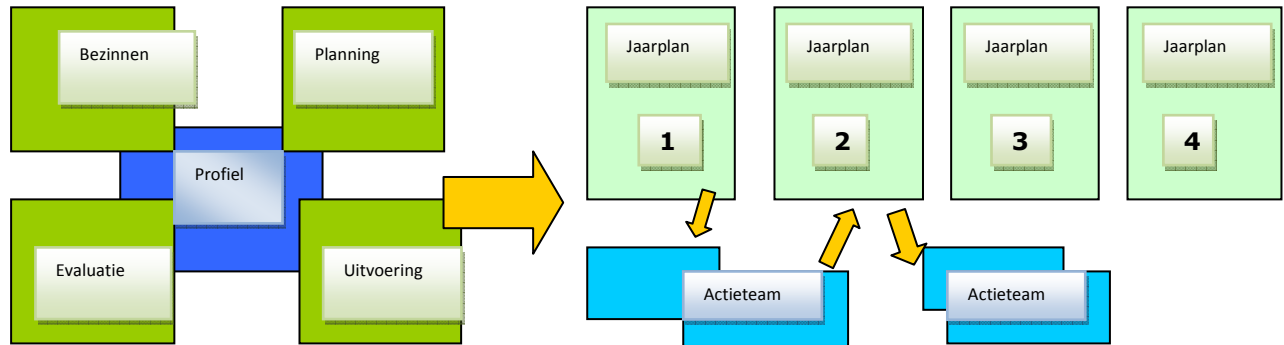 Bezinnen
Planning
Profiel
Evaluatie
Uitvoering
Jaarplan
1
Jaarplan
2
Jaarplan
3
Jaarplan
4
Actieteam
Actieteam